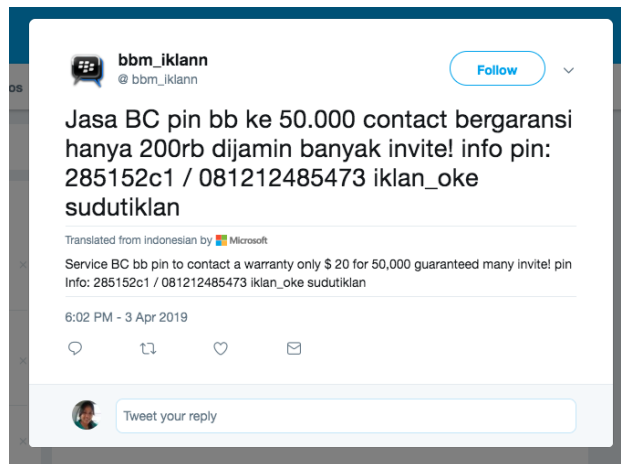 bbm_iklann
@ bbm_iklann
Follow
os
Jasa BC pin bb ke 50.000 contact bergaransi
hanya 200rb dijamin banyak invite! info pin:
285152c1 / 081212485473 iklan_oke
sudutiklan
Translated from indonesian by Microsoft
Service BC bb pin to contact a warranty only $ 20 for 50,000 guaranteed many invite! pin
Info: 285152c1 / 081212485473 iklan_oke sudutiklan
6:02 PM - 3 Apr 2019
Tweet your reply